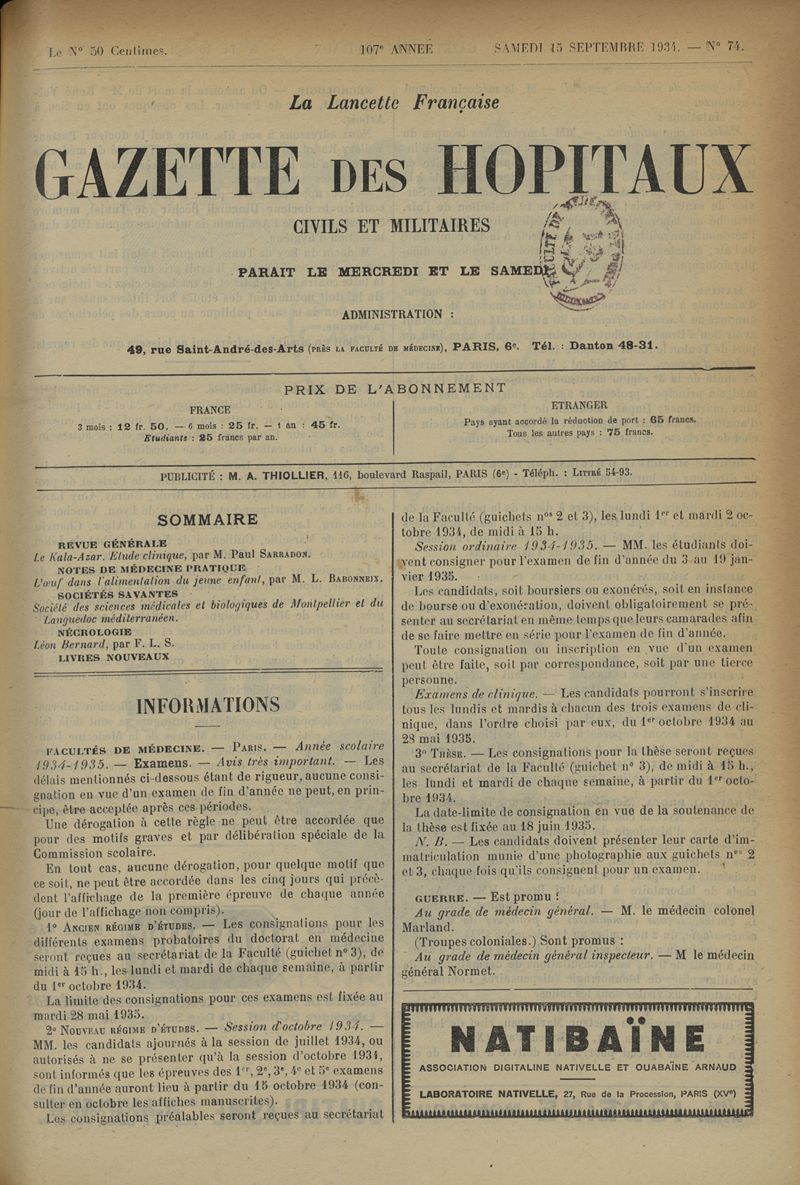 Le N° 50 Centimes.
107e ANNÉE
SAMEDI 15 SEPTEMBRE 1934. — N° 74.
La Lancette Française
GAZETTE DES HOPITAUX
CIVILS ET MILITAIRES
PARAIT LE MERCREDI ET LE SAMEDI
ADMINISTRATION :
49, rue Saint-André-des-Arts (PRÈS LA FACULTÉ DE MÉDECINE), PARIS, 6e. Tél. : Danton 48-31.
PRIX DE L'ABONNEMENT
FRANCE
3 mois : 12 fr. 50. — 6 mois : 25 fr. — 1 an : 45 fr.
Etudiants : 25 francs par an.
ETRANGER
Pays ayant accordé la réduction de port : 65 francs.
Tous les autres pays : 75 francs.
PUBLICITÉ : M. A. THIOLLIER, 116, boulevard Raspail, PARIS (6e) - Téléph. : LITTRÉ 54-93.
SOMMAIRE
REVUE GÉNÉRALE
Le Kala-Azar. Etude clinique, par M. Paul SARRADON.
NOTES DE MÉDECINE PRATIQUE
L'œuf dans l'alimentation du jeune enfant, par M. L. BABONNEIX.
SOCIÉTÉS SAVANTES
Société des sciences médicales et biologiques de Montpellier et du
Languedoc méditerranéen.
NÉCROLOGIE
Léon Bernard, par F. L. S.
LIVRES NOUVEAUX
INFORMATIONS
FACULTÉS DE MÉDECINE. — PARIS. — Année scolaire
1934-1935. — Examens. — Avis très important. — Les
délais mentionnés ci-dessous étant de rigueur, aucune consi-
gnation en vue d'un examen de fin d'année ne peut, en prin-
cipe, être acceptée après ces périodes.
Une dérogation à cette règle ne peut être accordée que
pour des motifs graves et par délibération spéciale de la
Commission scolaire.
En tout cas, aucune dérogation, pour quelque motif que
ce soit, ne peut être accordée dans les cinq jours qui précè-
dent l'affichage de la première épreuve de chaque année
(jour de l'affichage non compris).
1° ANCIEN RÉGIME D'ÉTUDES. — Les consignations pour les
différents examens probatoires du doctorat en médecine
seront reçues au secrétariat de la Faculté (guichet n° 3), de
midi à 15 h., les lundi et mardi de chaque semaine, à partir
du 1er octobre 1934.
La limite des consignations pour ces examens est fixée au
mardi 28 mai 1935.
2° NOUVEAU RÉGIME D'ÉTUDES. — Session d'octobre 1934. —
MM. les candidats ajournés à la session de juillet 1934, ou
autorisés à ne se présenter qu'à la session d'octobre 1934,
sont informés que les épreuves des 1er, 2e, 3e, 4e et 5e examens
de fin d'année auront lieu à partir du 15 octobre 1934 (con-
sulter en octobre les affiches manuscrites).
Les consignations préalables seront reçues au secrétariat
de la Faculté (guichets nos 2 et 3), les lundi 1er et mardi 2 oc-
tobre 1934, de midi à 15 h.
Session ordinaire 1934-1935. — MM. les étudiants doi-
vent consigner pour l'examen de fin d'année du 3 au 19 jan-
vier 1935.
Les candidats, soit boursiers ou exonérés, soit en instance
de bourse ou d'exonération, doivent obligatoirement se pré-
senter au secrétariat en même temps que leurs camarades afin
de se faire mettre en série pour l'examen de fin d'année.
Toute consignation ou inscription en vue d'un examen
peut être faite, soit par correspondance, soit par une tierce
personne.
Examens de clinique. — Les candidats pourront s'inscrire
tous les lundis et mardis à chacun des trois examens de cli-
nique, dans l'ordre choisi par eux, du 1er octobre 1934 au
28 mai 1935.
3° THÈSE. — Les consignations pour la thèse seront reçues
au secrétariat de la Faculté (guichet n° 3), de midi à 15 h.,
les lundi et mardi de chaque semaine, à partir du 1er octo-
bre 1934.
La date-limite de consignation en vue de la soutenance de
la thèse est fixée au 18 juin 1935.
N. B. — Les candidats doivent présenter leur carte d'im-
matriculation munie d'une photographie aux guichets nos 2
et 3, chaque fois qu'ils consignent pour un examen.
GUERRE. — Est promu :
Au grade de médecin général. — M. le médecin colonel
Marland.
(Troupes coloniales.) Sont promus :
Au grade de médecin général inspecteur. — M le médecin
général Normet.
NATIBAÏNE
ASSOCIATION DIGITALINE NATIVELLE ET OUABAÏNE ARNAUD
LABORATOIRE NATIVELLE, 27, Rue de la Procession, PARIS (XVe)